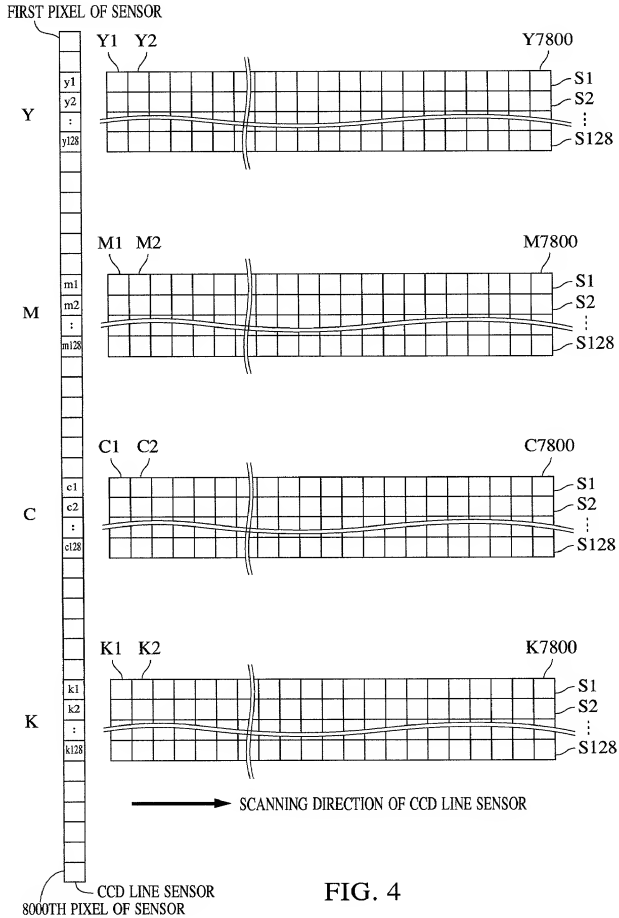 FIRST PIXEL OF SENSOR
Y1 Y2 Y7800
y1 S1
y2 S2
Y :
y128 S128
M1 M2 M7800
m1 S1
m2 S2
M :
m128 S128
C1 C2 C7800
c1 S1
c2 S2
C :
c128 S128
K1 K2 K7800
k1 S1
k2 S2
K :
k128 S128
SCANNING DIRECTION OF CCD LINE SENSOR
CCD LINE SENSOR
8000TH PIXEL OF SENSOR
FIG. 4